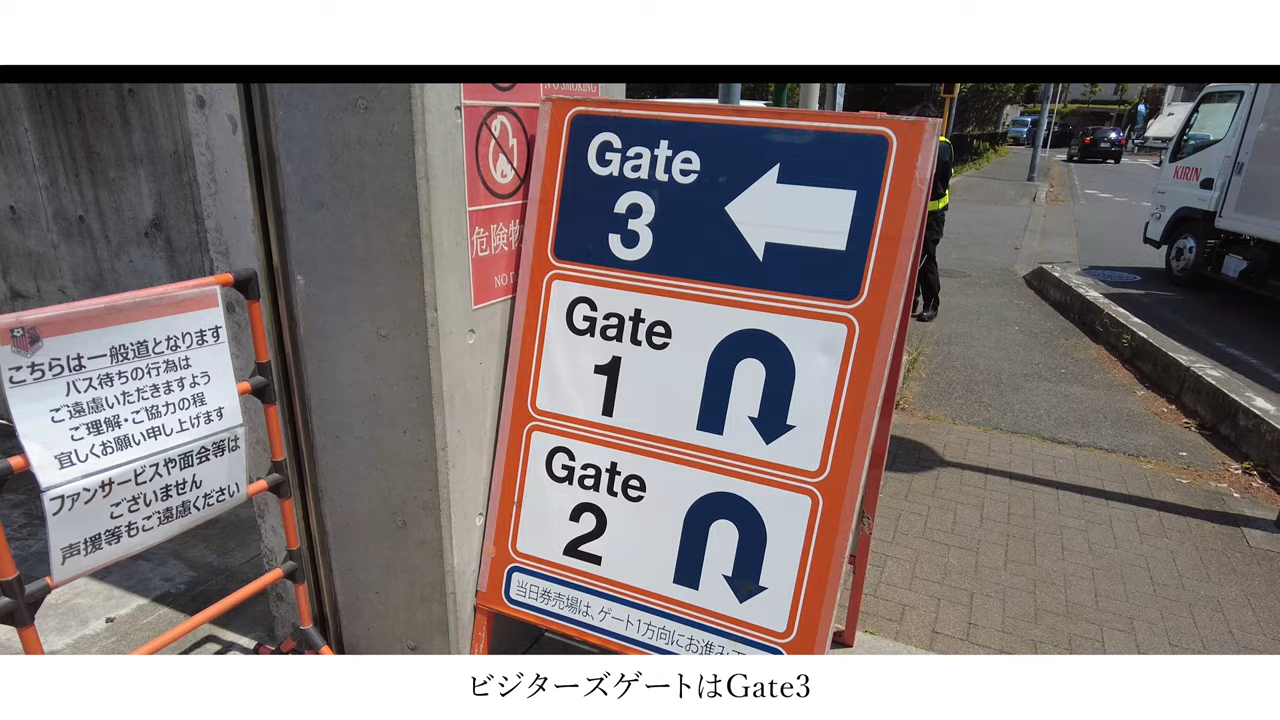 NO SMOKING
危険物
NO
Gate
3
Gate
1
Gate
2
当日券売場は、ゲート1方向にお進み下
こちらは一般道となります
バス待ちの行為は
ご遠慮いただきますよう
ご理解・ご協力の程
宜しくお願い申し上げます
ファンサービスや面会等は
ございません
声援等もご遠慮ください
KIRIN
ビジターズゲートはGate3